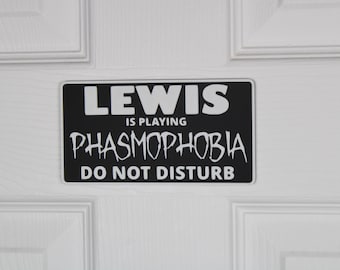 LEWIS
IS PLAYING
PHASMOPHOBIA
DO NOT DISTURB